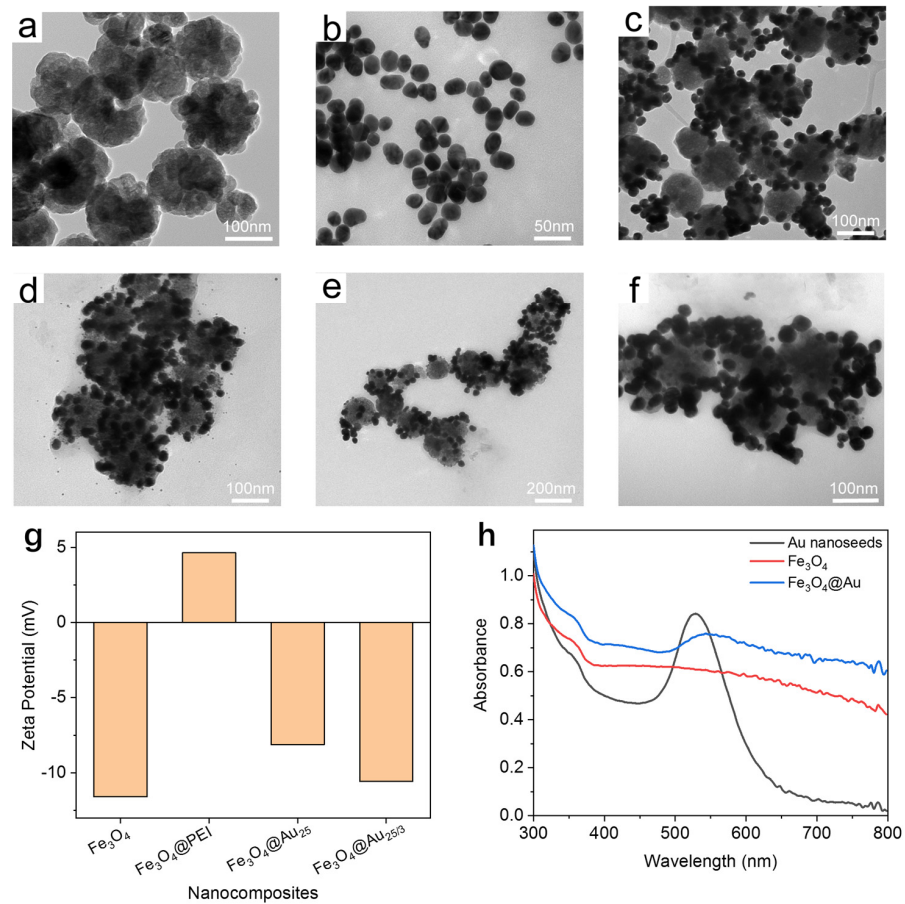 a
100nm
b
50nm
c
100nm
d
100nm
e
200nm
f
100nm
g
Zeta Potential (mV)
5
0
-5
-10
Fe₃O₄
Fe₃O₄@PEI
Fe₃O₄@Au₂₅
Fe₃O₄@Au₂₅/₃
Nanocomposites
h
Au nanoseeds
Fe₃O₄
Fe₃O₄@Au
Absorbance
1.0
0.8
0.6
0.4
0.2
0.0
300 400 500 600 700 800
Wavelength (nm)